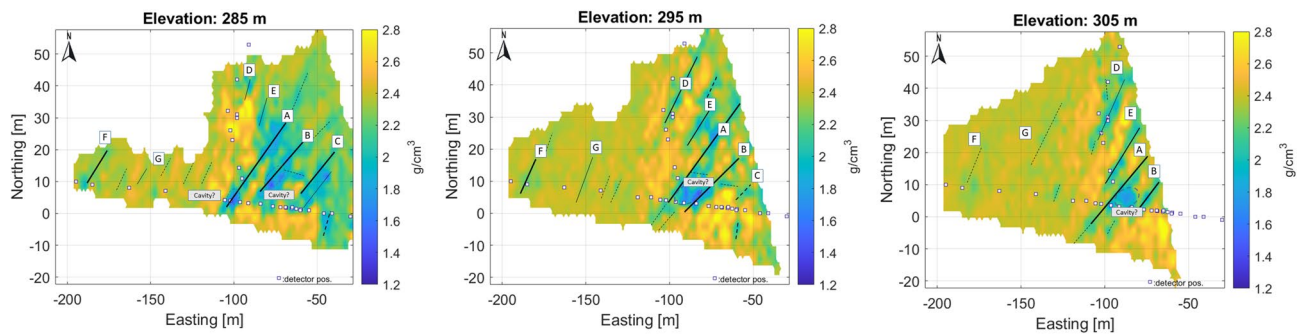 Elevation: 285 m
N
50
40
30
20
10
0
-10
-20
Northing [m]
-200
-150
-100
-50
Easting [m]
D
E
A
B
C
F
G
Cavity?
Cavity?
:detector pos.
2.8
2.6
2.4
2.2
2
1.8
1.6
1.4
1.2
g/cm3
Elevation: 295 m
N
50
40
30
20
10
0
-10
-20
Northing [m]
-200
-150
-100
-50
Easting [m]
D
E
A
B
C
F
G
Cavity?
:detector pos.
2.8
2.6
2.4
2.2
2
1.8
1.6
1.4
1.2
g/cm3
Elevation: 305 m
N
50
40
30
20
10
0
-10
-20
Northing [m]
-200
-150
-100
-50
Easting [m]
D
E
A
B
F
G
Cavity?
:detector pos.
2.8
2.6
2.4
2.2
2
1.8
1.6
1.4
1.2
g/cm3